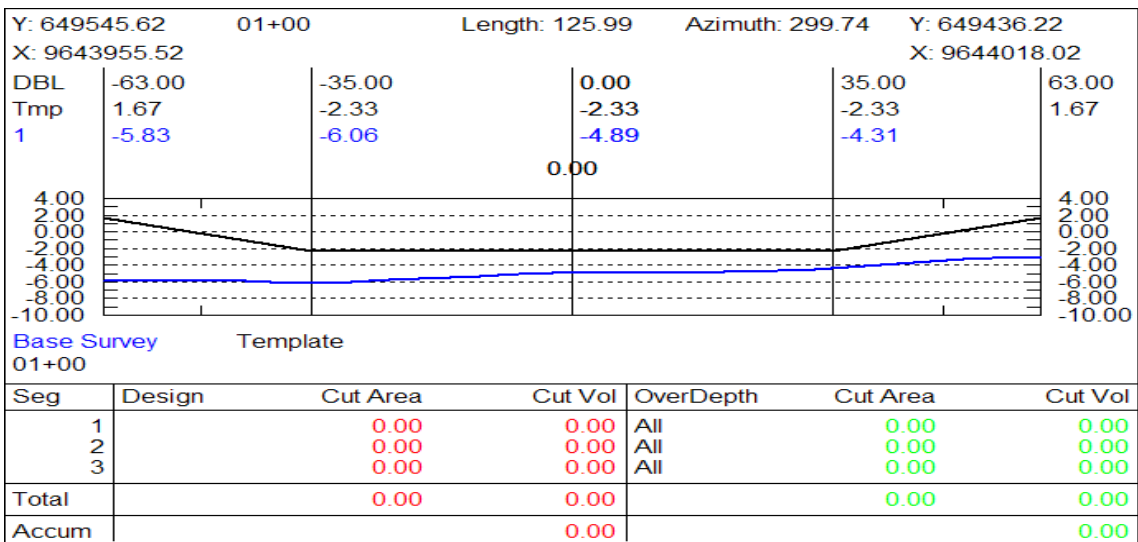 Y: 649545.62 01+00 Length: 125.99 Azimuth: 299.74 Y: 649436.22
X: 9643955.52 X: 9644018.02
DBL -63.00 -35.00 0.00 35.00 63.00
Tmp 1.67 -2.33 -2.33 -2.33 1.67
1 -5.83 -6.06 -4.89 -4.31
0.00
4.00 4.00
2.00 2.00
0.00 0.00
-2.00 -2.00
-4.00 -4.00
-6.00 -6.00
-8.00 -8.00
-10.00 -10.00
Base Survey Template
01+00
Seg Design Cut Area Cut Vol OverDepth Cut Area Cut Vol
1 0.00 0.00 All 0.00 0.00
2 0.00 0.00 All 0.00 0.00
3 0.00 0.00 All 0.00 0.00
Total 0.00 0.00 0.00 0.00
Accum 0.00 0.00